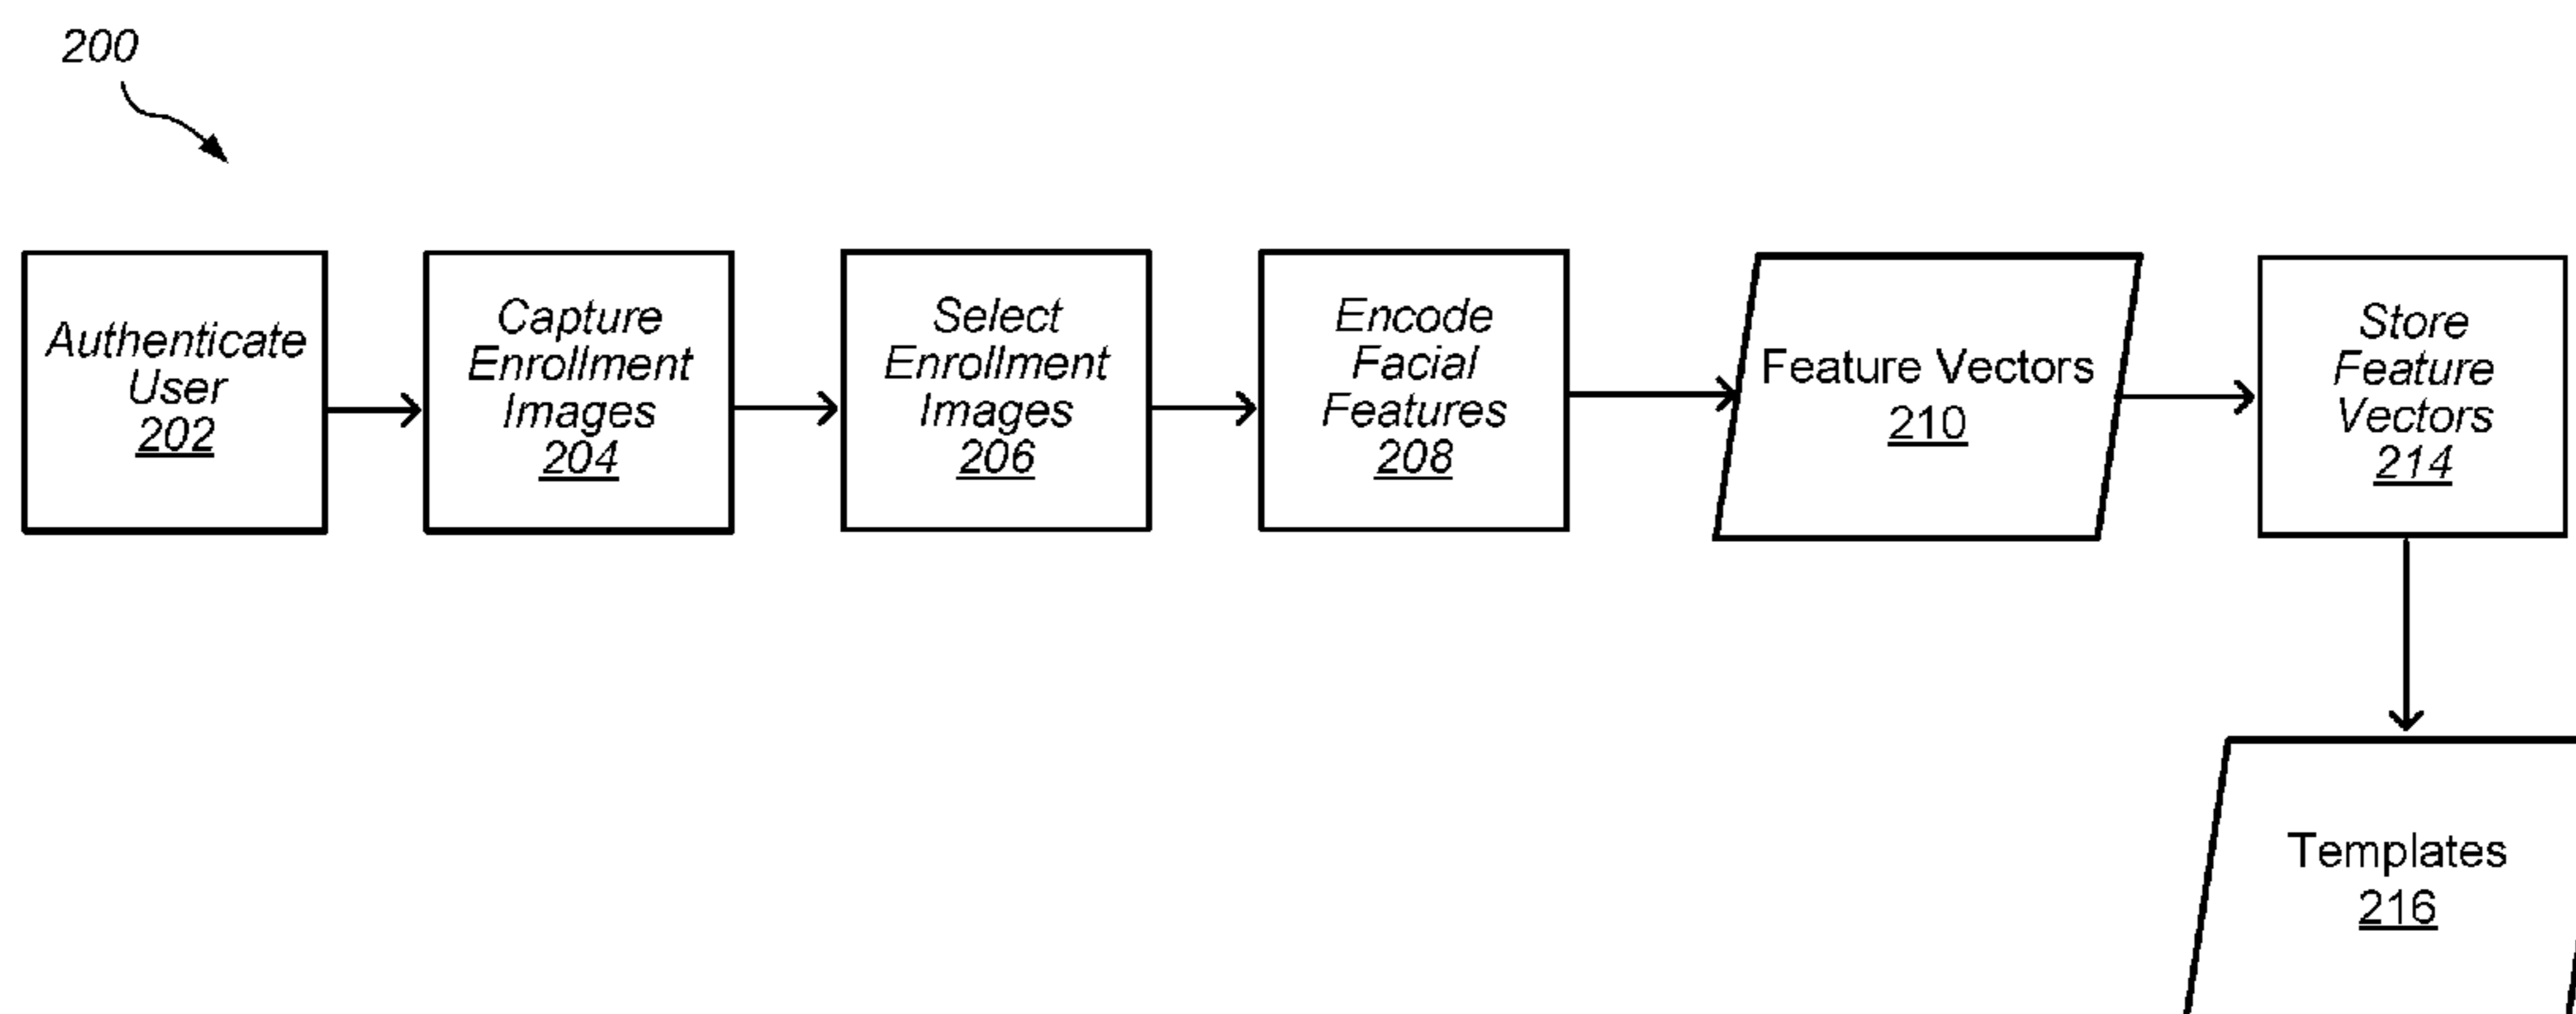 200
Authenticate
User
202
Capture
Enrollment
Images
204
Select
Enrollment
Images
206
Encode
Facial
Features
208
Feature Vectors
210
Store
Feature
Vectors
214
Templates
216